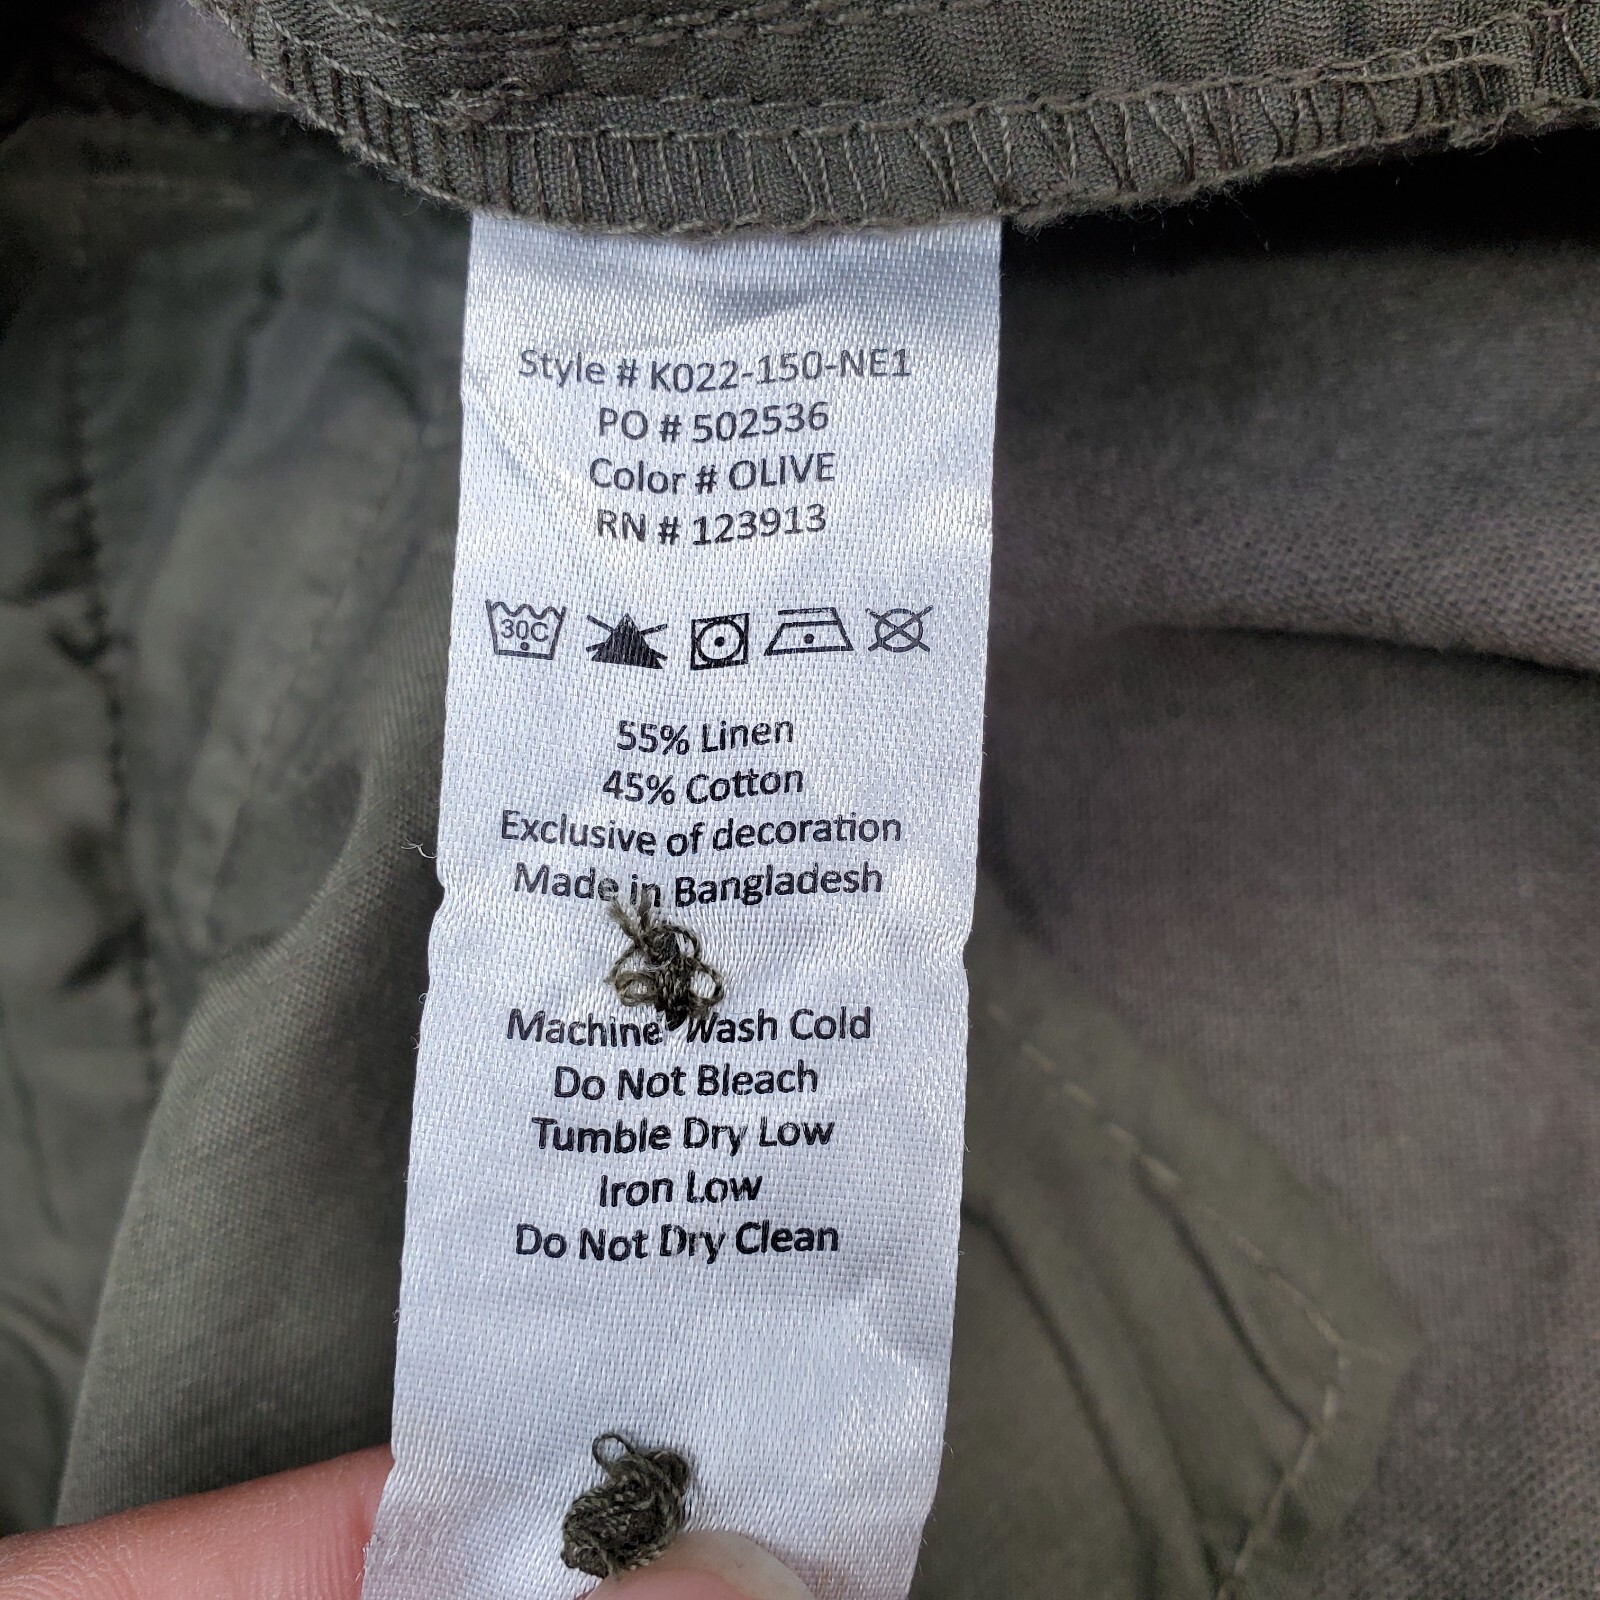 Style # K022-150-NE1
PO # 502536
Color # OLIVE
RN # 123913
30C
55% Linen
45% Cotton
Exclusive of decoration
Made in Bangladesh
Machine Wash Cold
Do Not Bleach
Tumble Dry Low
Iron Low
Do Not Dry Clean